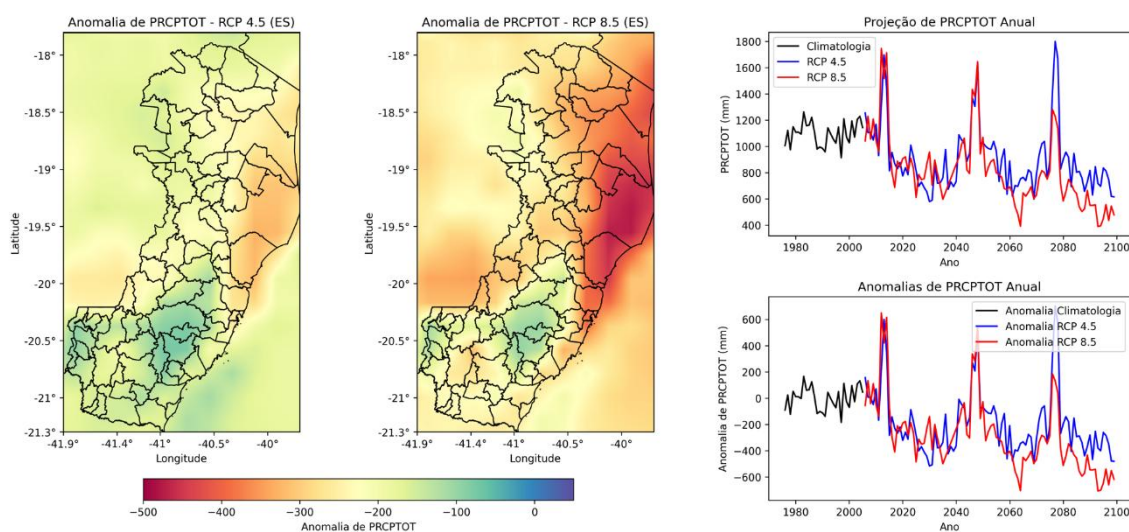 Anomalia de PRCPTOT - RCP 4.5 (ES)
-18°
-18.5°
-19°
-19.5°
-20°
-20.5°
-21°
-21.3°
Latitude
-41.9° -41.4° -41° -40.5° -40°
Longitude
Anomalia de PRCPTOT - RCP 8.5 (ES)
-18°
-18.5°
-19°
-19.5°
-20°
-20.5°
-21°
-21.3°
Latitude
-41.9° -41.4° -41° -40.5° -40°
Longitude
−500 −400 −300 −200 −100 0
Anomalia de PRCPTOT
Projeção de PRCPTOT Anual
Climatologia
RCP 4.5
RCP 8.5
1800
1600
1400
1200
1000
800
600
400
PRCPTOT (mm)
1980 2000 2020 2040 2060 2080 2100
Ano
Anomalias de PRCPTOT Anual
Anomalia Climatologia
Anomalia RCP 4.5
Anomalia RCP 8.5
600
400
200
0
−200
−400
−600
Anomalia de PRCPTOT (mm)
1980 2000 2020 2040 2060 2080 2100
Ano